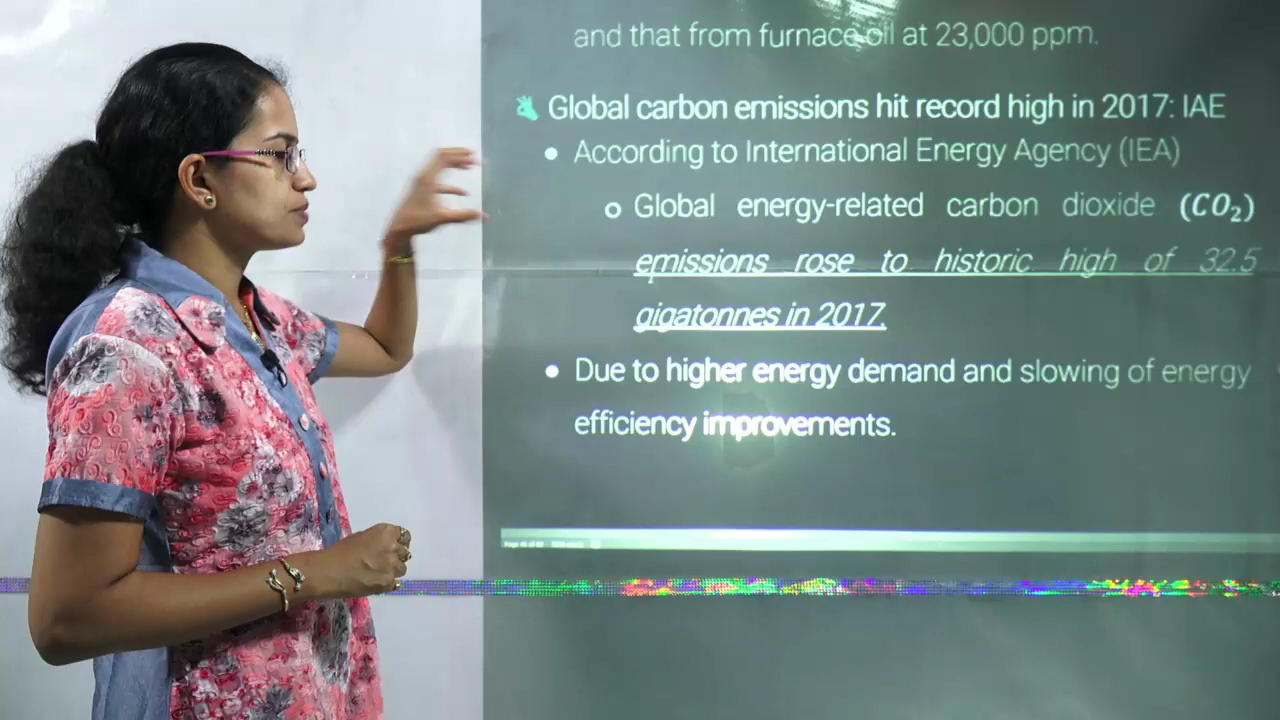 and that from furnace oil at 23,000 ppm.
Global carbon emissions hit record high in 2017: IAE
• According to International Energy Agency (IEA)
o Global energy-related carbon dioxide (CO₂)
emissions rose to historic high of 32.5
gigatonnes in 2017.
• Due to higher energy demand and slowing of energy
efficiency improvements.